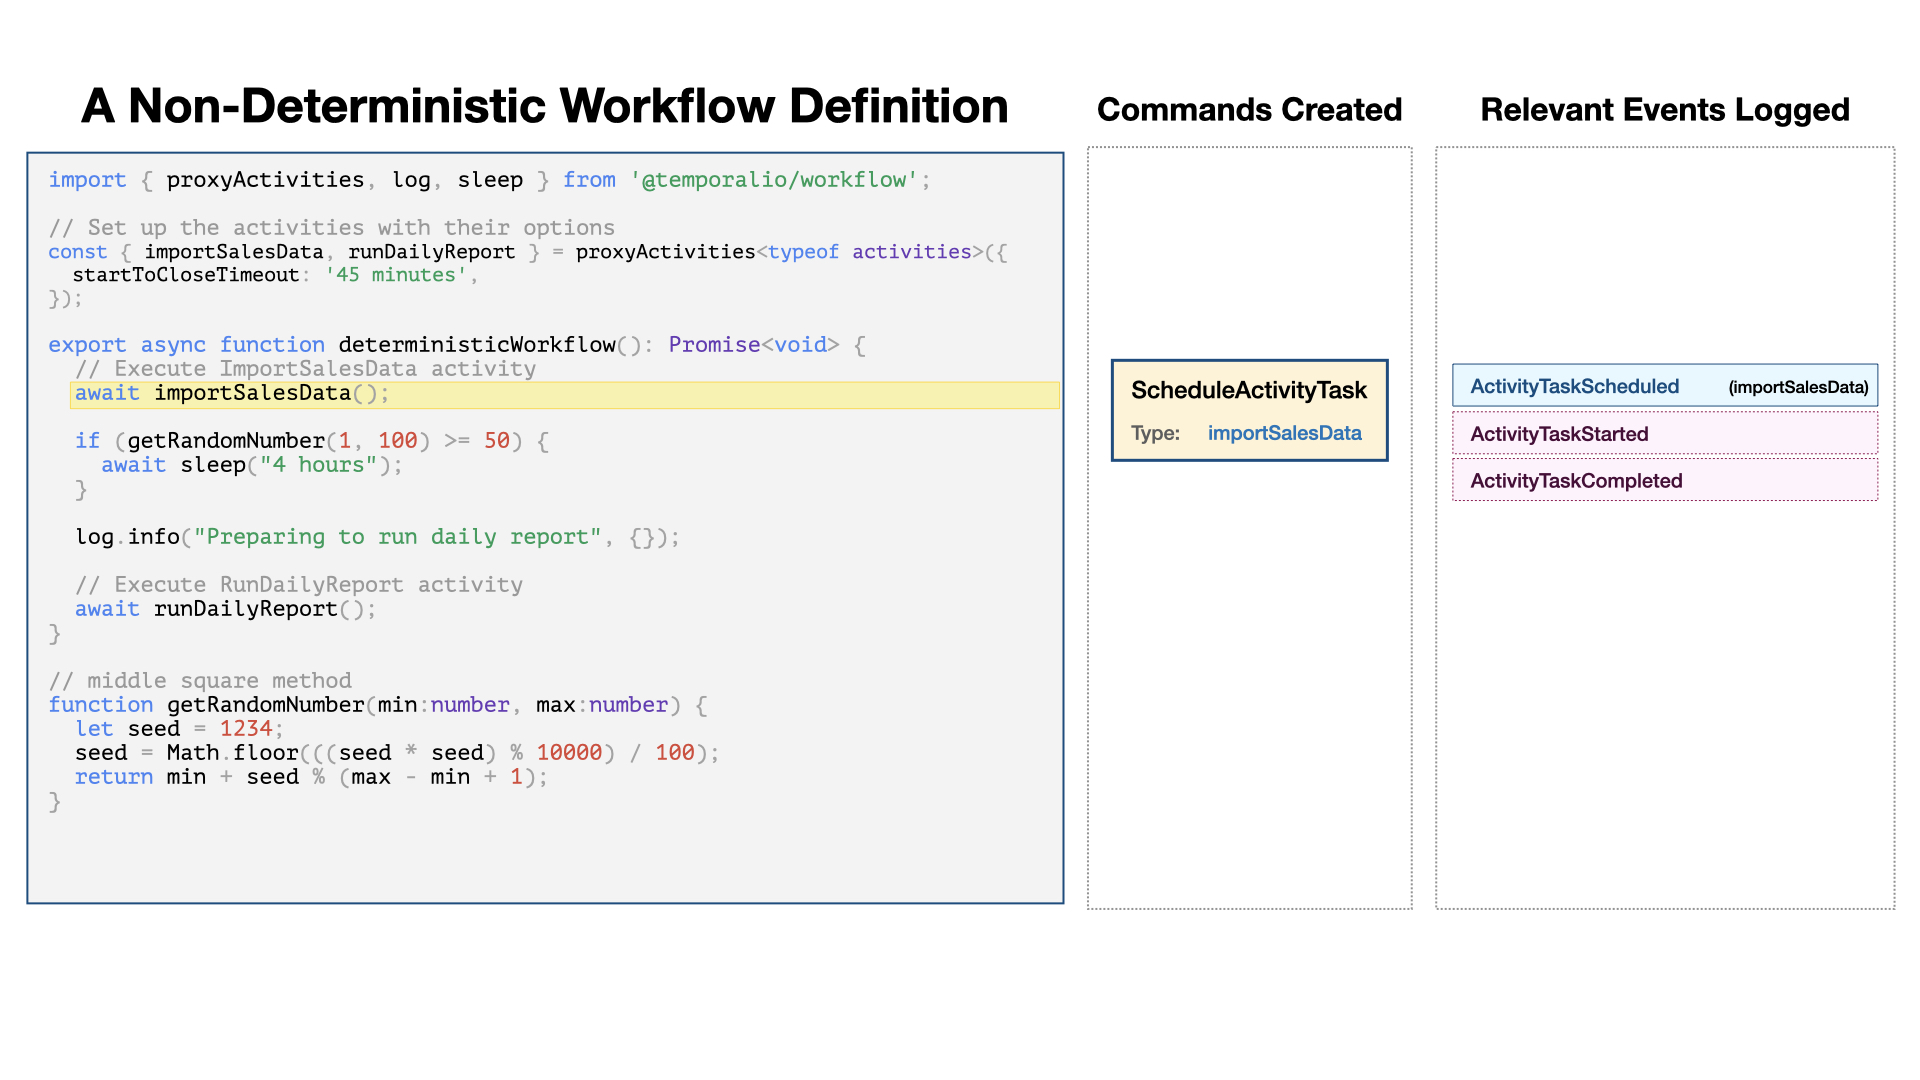 A Non-Deterministic Workflow Definition
import { proxyActivities, log, sleep } from '@temporalio/workflow';
// Set up the activities with their options
const { importSalesData, runDailyReport } = proxyActivities<typeof activities>({
  startToCloseTimeout: '45 minutes',
});
export async function deterministicWorkflow(): Promise<void> {
  // Execute ImportSalesData activity
  await importSalesData();
  if (getRandomNumber(1, 100) >= 50) {
    await sleep("4 hours");
  }
  log.info("Preparing to run daily report", {});
  // Execute RunDailyReport activity
  await runDailyReport();
}
// middle square method
function getRandomNumber(min:number, max:number) {
  let seed = 1234;
  seed = Math.floor(((seed * seed) % 10000) / 100);
  return min + seed % (max - min + 1);
}
Commands Created
ScheduleActivityTask
Type: importSalesData
Relevant Events Logged
ActivityTaskScheduled (importSalesData)
ActivityTaskStarted
ActivityTaskCompleted